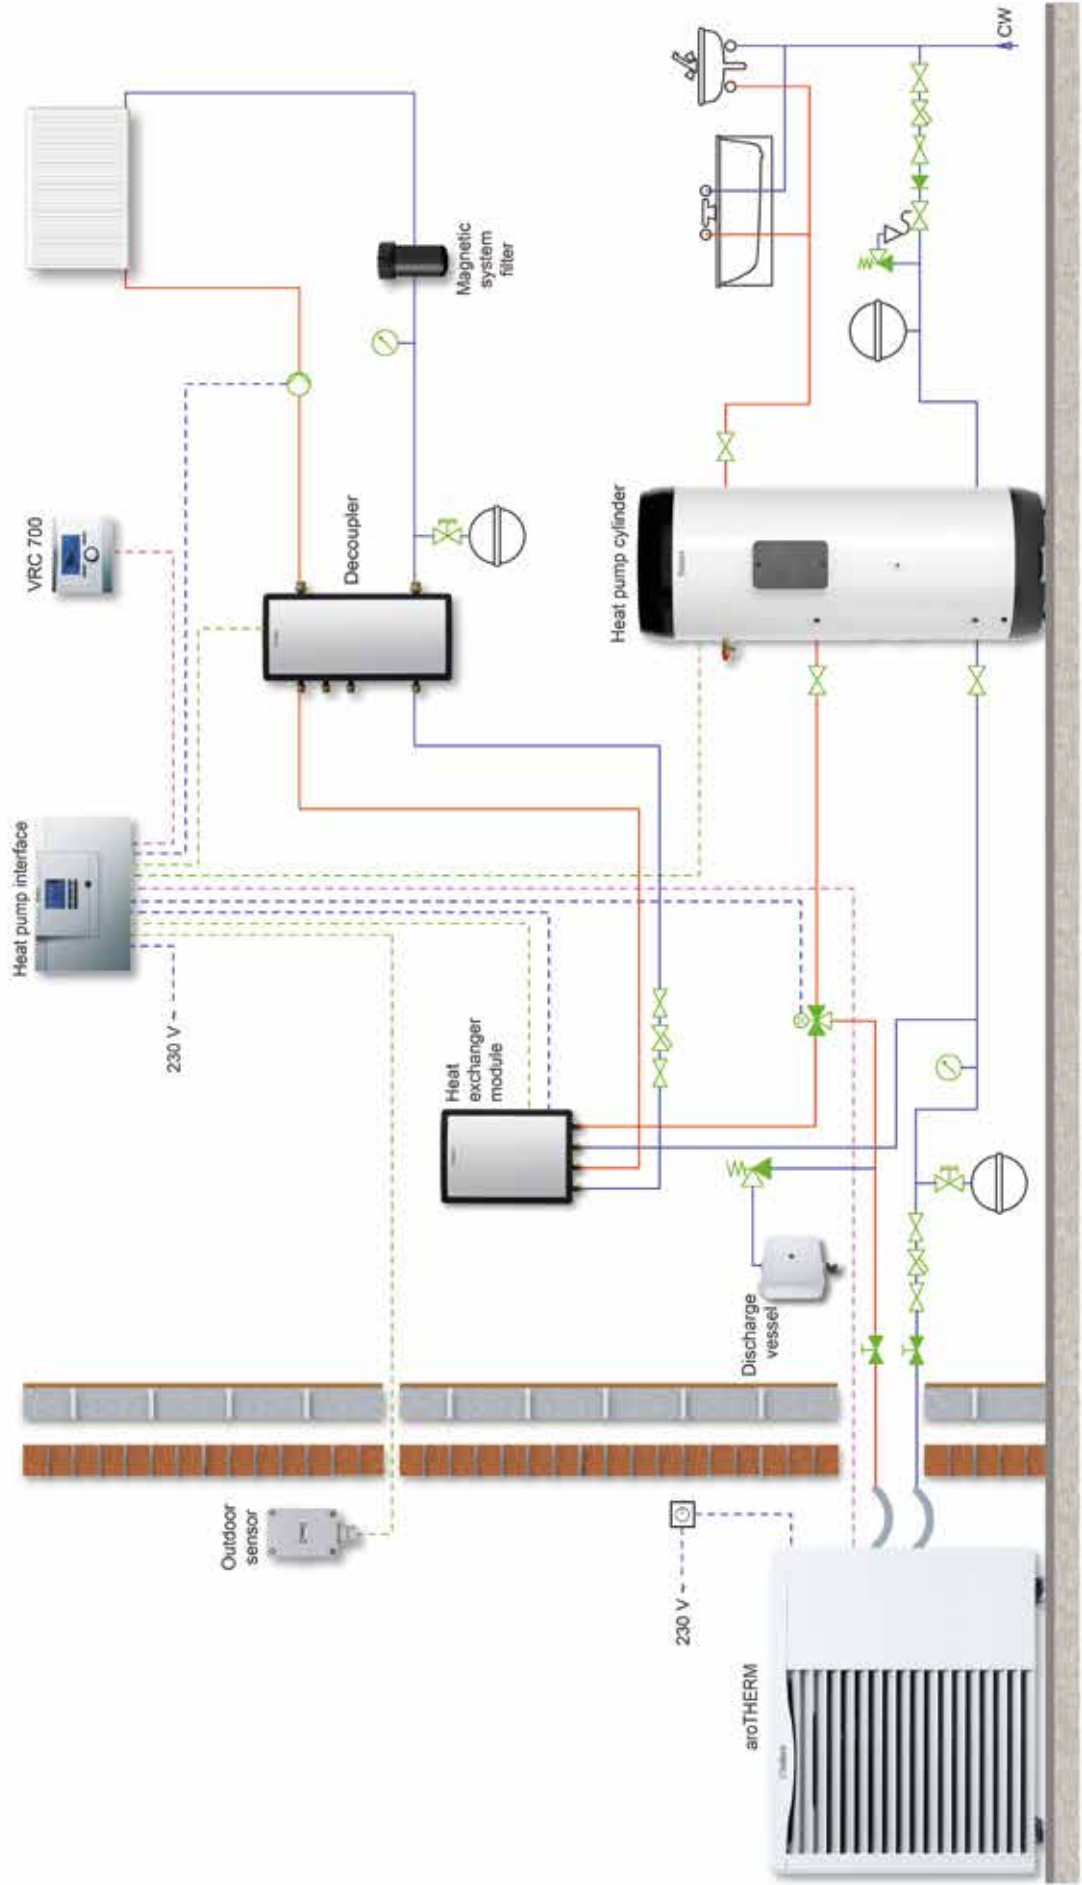 Heat pump interface
VRC 700
230 V ~
Decoupler
Magnetic
system
filter
Outdoor
sensor
Heat
exchanger
module
Heat pump cylinder
Discharge
vessel
230 V ~
aroTHERM
CW